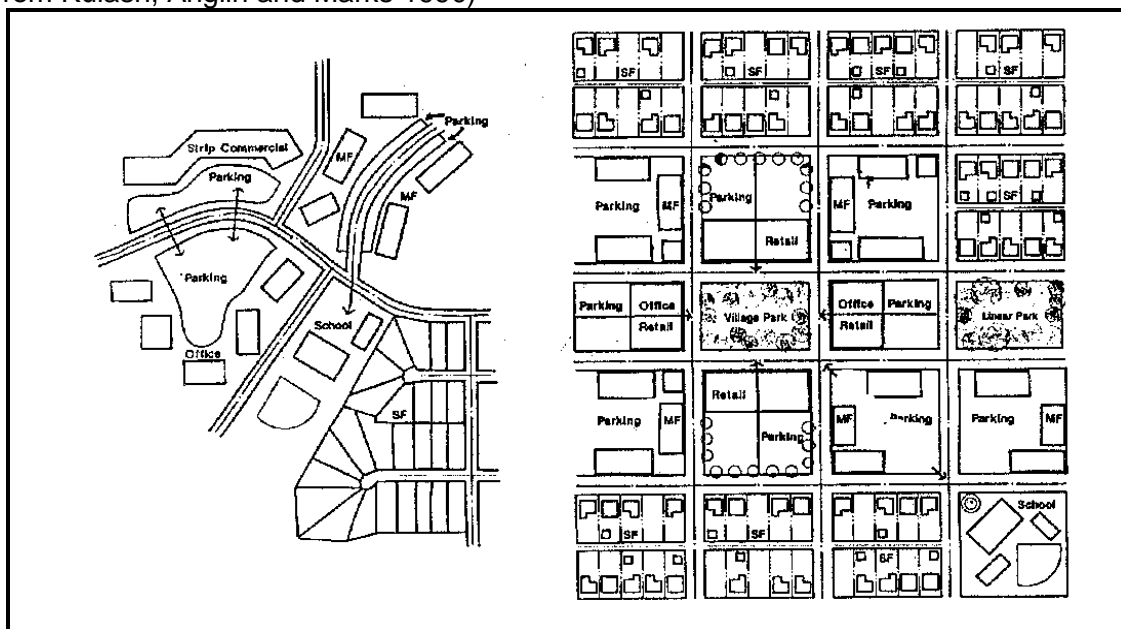 rom Kulash, Anglin and Marks 1990)
Parking
Strip Commercial
MF
Parking
MF
Parking
School
Office
SF
SF
SF
SF
SF
Parking
MF
Parking
Retail
MF
Parking
SF
Parking
Office
Retail
Village Park
Office
Parking
Retail
Linear Park
Parking
MF
Retail
Parking
MF
Parking
Parking
MF
SF
SF
SF
School